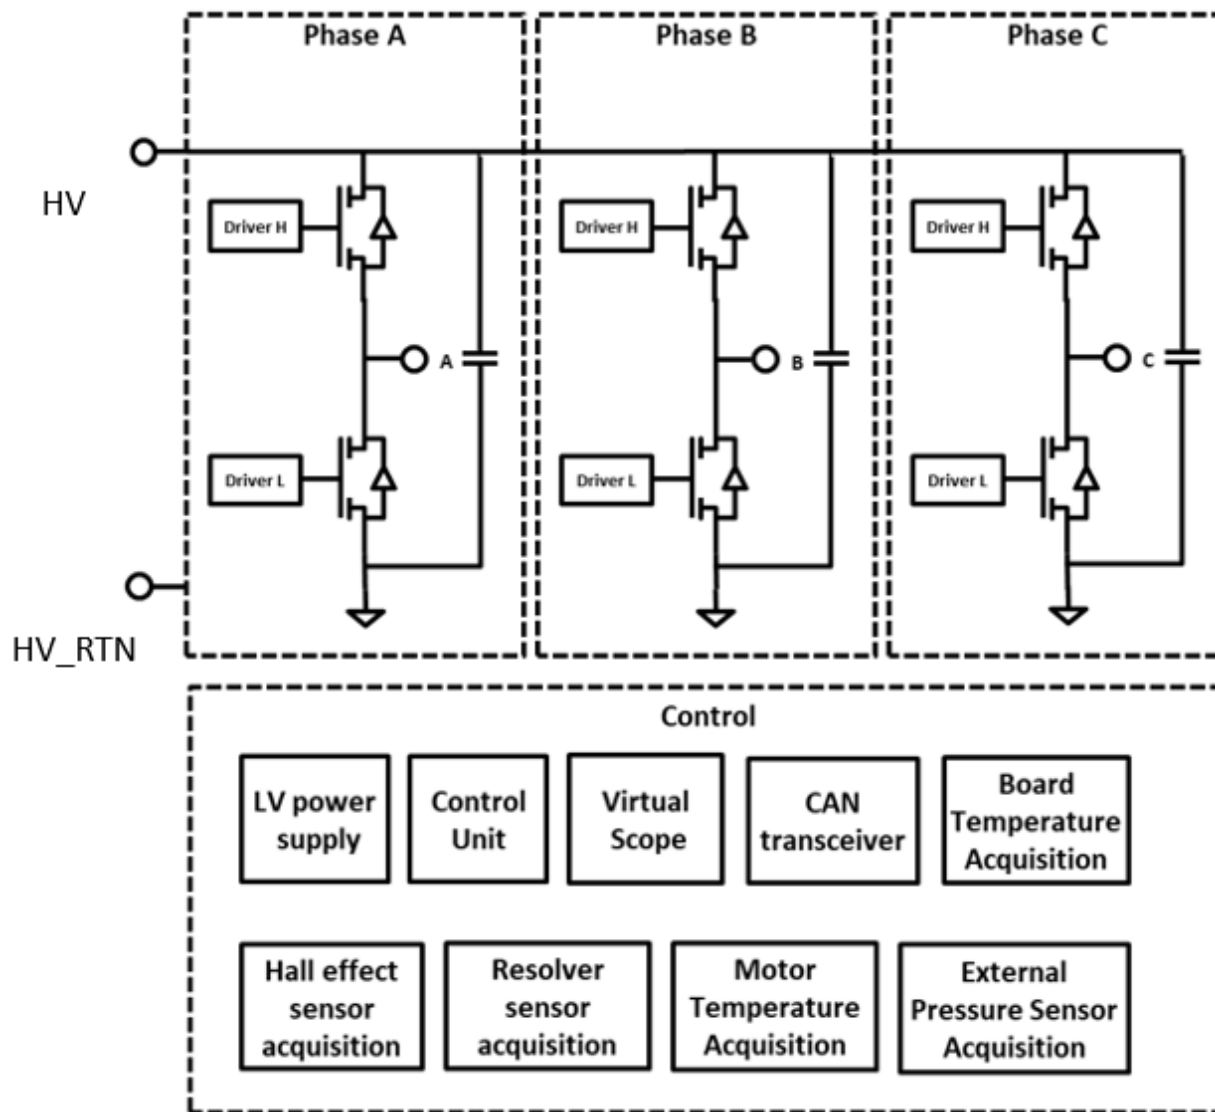 Phase A
Phase B
Phase C
HV
Driver H
Driver H
Driver H
A
B
C
Driver L
Driver L
Driver L
HV_RTN
Control
LV power
supply
Control
Unit
Virtual
Scope
CAN
transceiver
Board
Temperature
Acquisition
Hall effect
sensor
acquisition
Resolver
sensor
acquisition
Motor
Temperature
Acquisition
External
Pressure Sensor
Acquisition